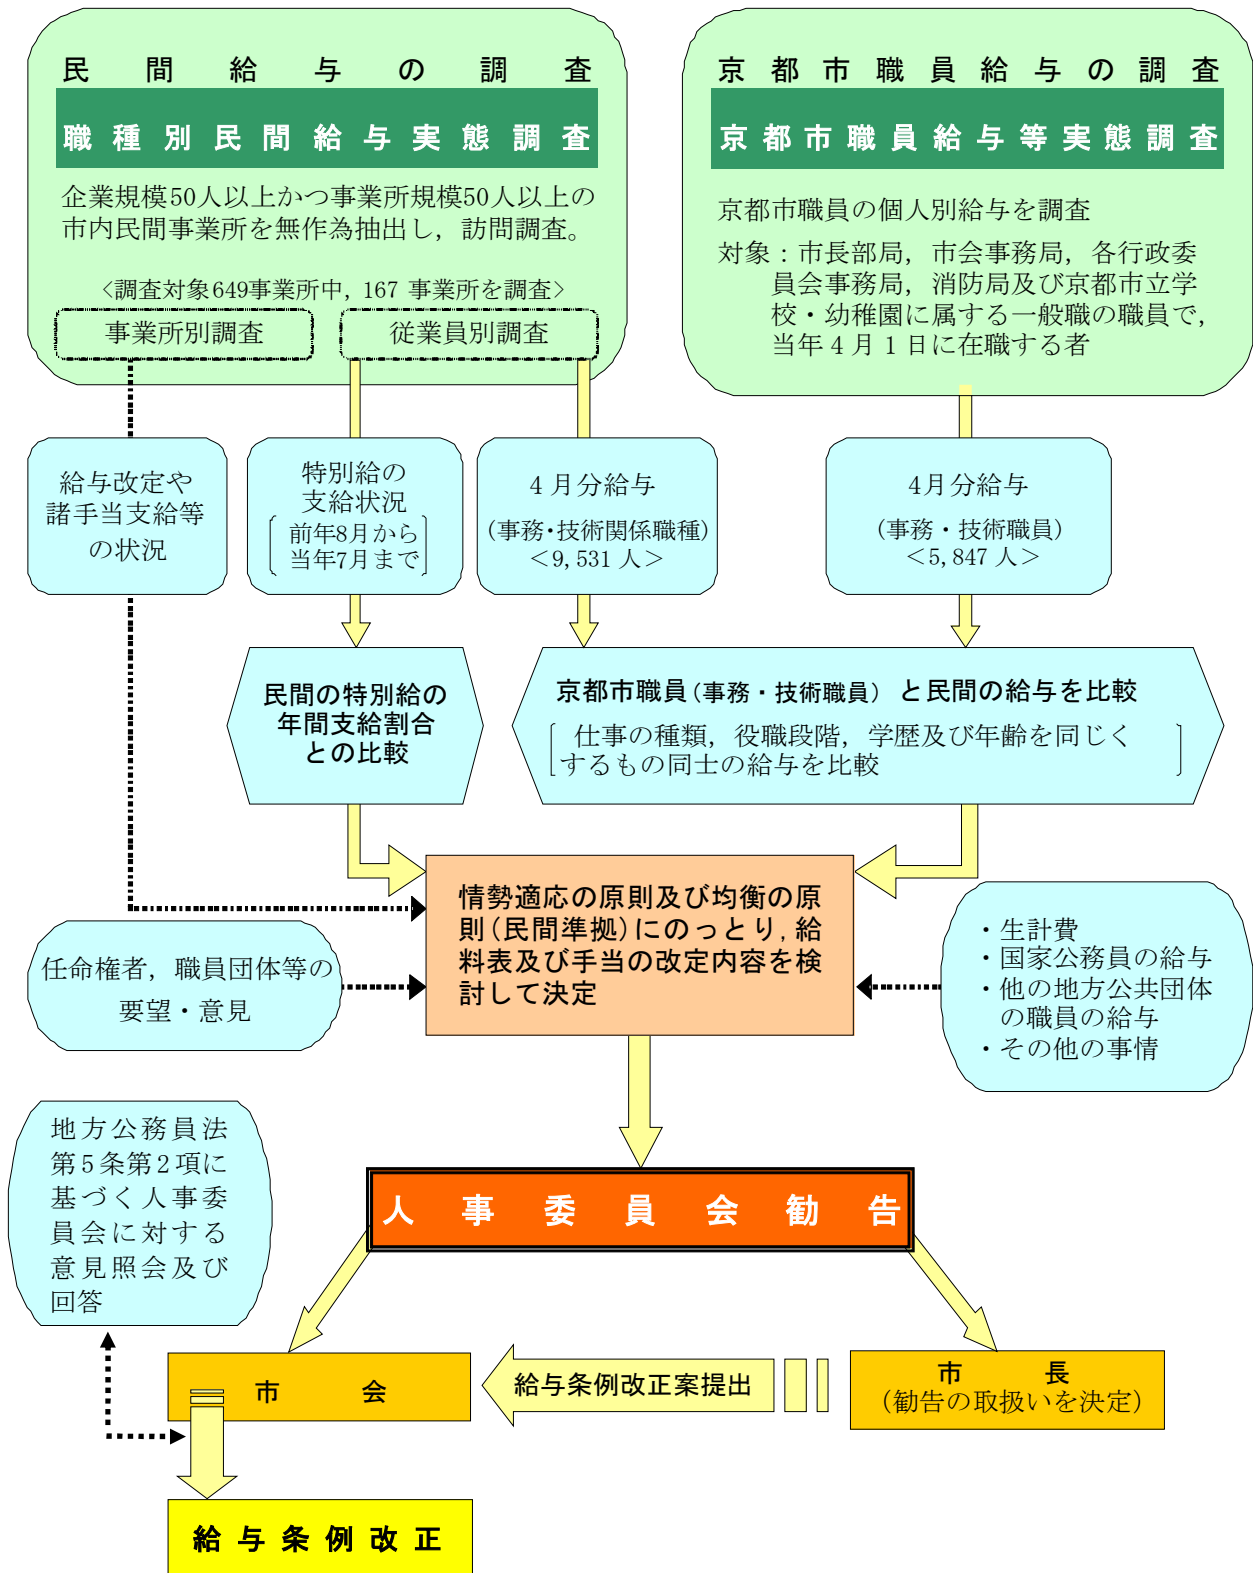 民間給与の調査
職種別民間給与実態調査
企業規模50人以上かつ事業所規模50人以上の
市内民間事業所を無作為抽出し，訪問調査。
<調査対象649事業所中，167 事業所を調査>
事業所別調査
従業員別調査
京都市職員給与の調査
京都市職員給与等実態調査
京都市職員の個人別給与を調査
対象：市長部局，市会事務局，各行政委
員会事務局，消防局及び京都市立学
校・幼稚園に属する一般職の職員で，
当年４月１日に在職する者
給与改定や
諸手当支給等
の状況
特別給の
支給状況
〔前年8月から
当年7月まで〕
４月分給与
(事務・技術関係職種)
＜9,531 人＞
4月分給与
(事務・技術職員)
＜5,847 人＞
民間の特別給の
年間支給割合
との比較
京都市職員(事務・技術職員) と民間の給与を比較
〔仕事の種類，役職段階，学歴及び年齢を同じく
するもの同士の給与を比較〕
情勢適応の原則及び均衡の原
則(民間準拠)にのっとり，給
料表及び手当の改定内容を検
討して決定
任命権者，職員団体等の
要望・意見
・生計費
・国家公務員の給与
・他の地方公共団体
の職員の給与
・その他の事情
地方公務員法
第5条第2項に
基づく人事委
員会に対する
意見照会及び
回答
人事委員会勧告
市会
給与条例改正案提出
市長
（勧告の取扱いを決定）
給与条例改正